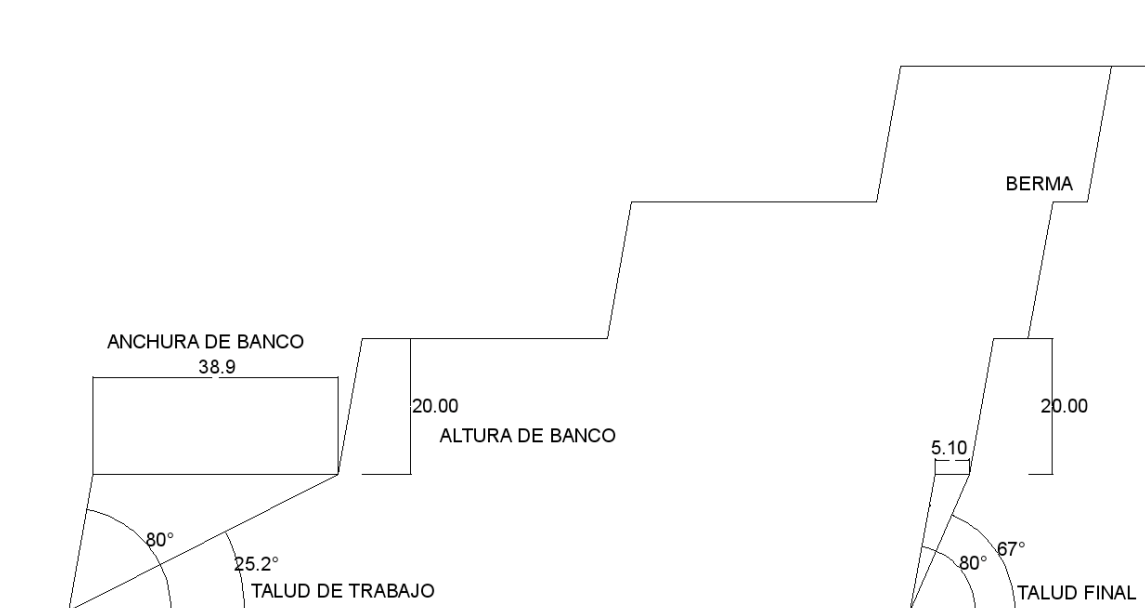 BERMA
ANCHURA DE BANCO
38.9
20.00
20.00
ALTURA DE BANCO
5.10
80°
25.2°
67°
80°
TALUD DE TRABAJO
TALUD FINAL